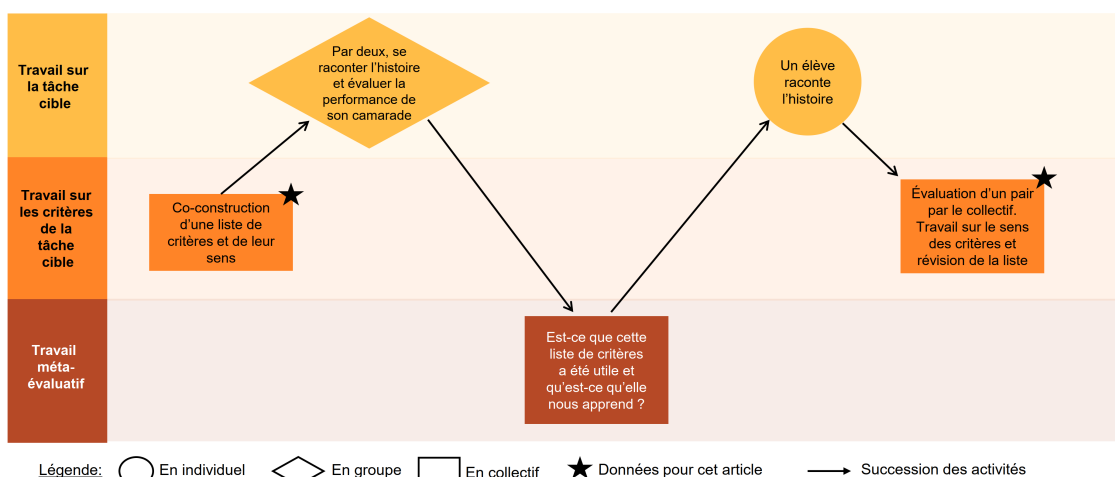 Travail sur
la tâche
cible
Par deux, se
raconter l'histoire
et évaluer la
performance de
son camarade
Un élève
raconte
l'histoire
Travail sur
les critères
de la
tâche
cible
Co-construction
d'une liste de
critères et de leur
sens
Évaluation d'un pair
par le collectif.
Travail sur le sens
des critères et
révision de la liste
Travail
méta-
évaluatif
Est-ce que cette
liste de critères
a été utile et
qu'est-ce qu'elle
nous apprend ?
Légende: En individuel En groupe En collectif Données pour cet article Succession des activités